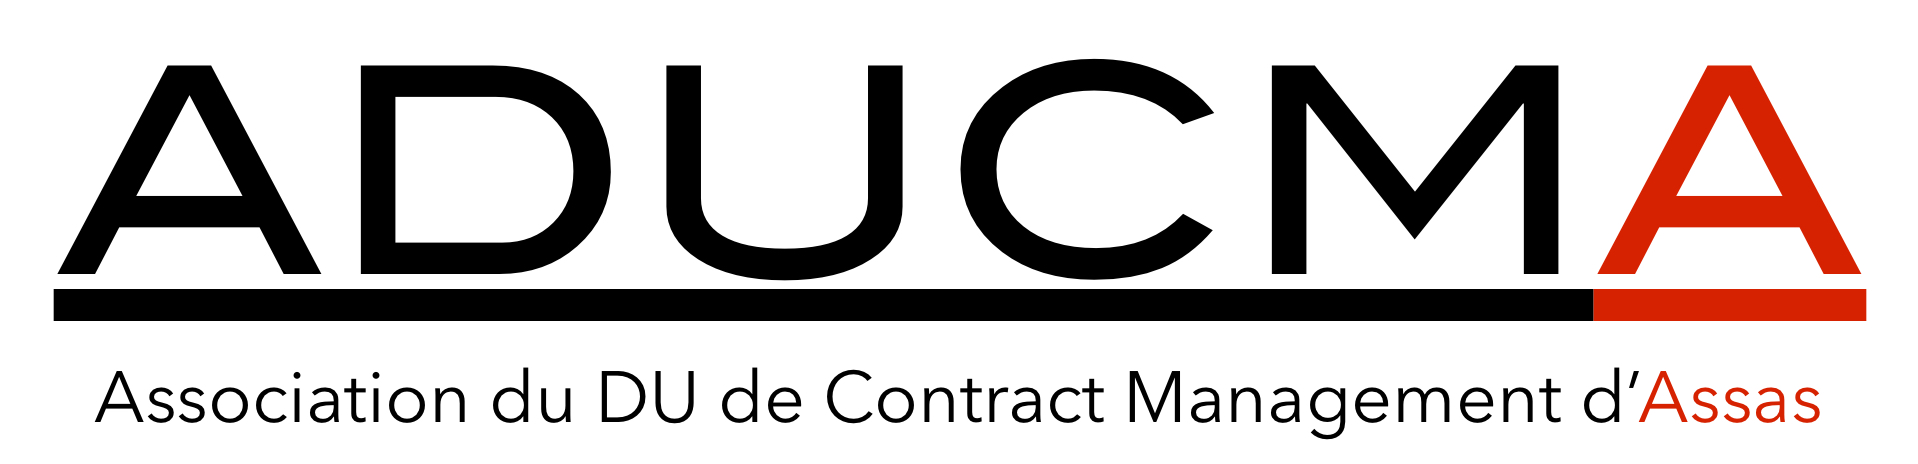 ADUCMA
Association du DU de Contract Management d’Assas